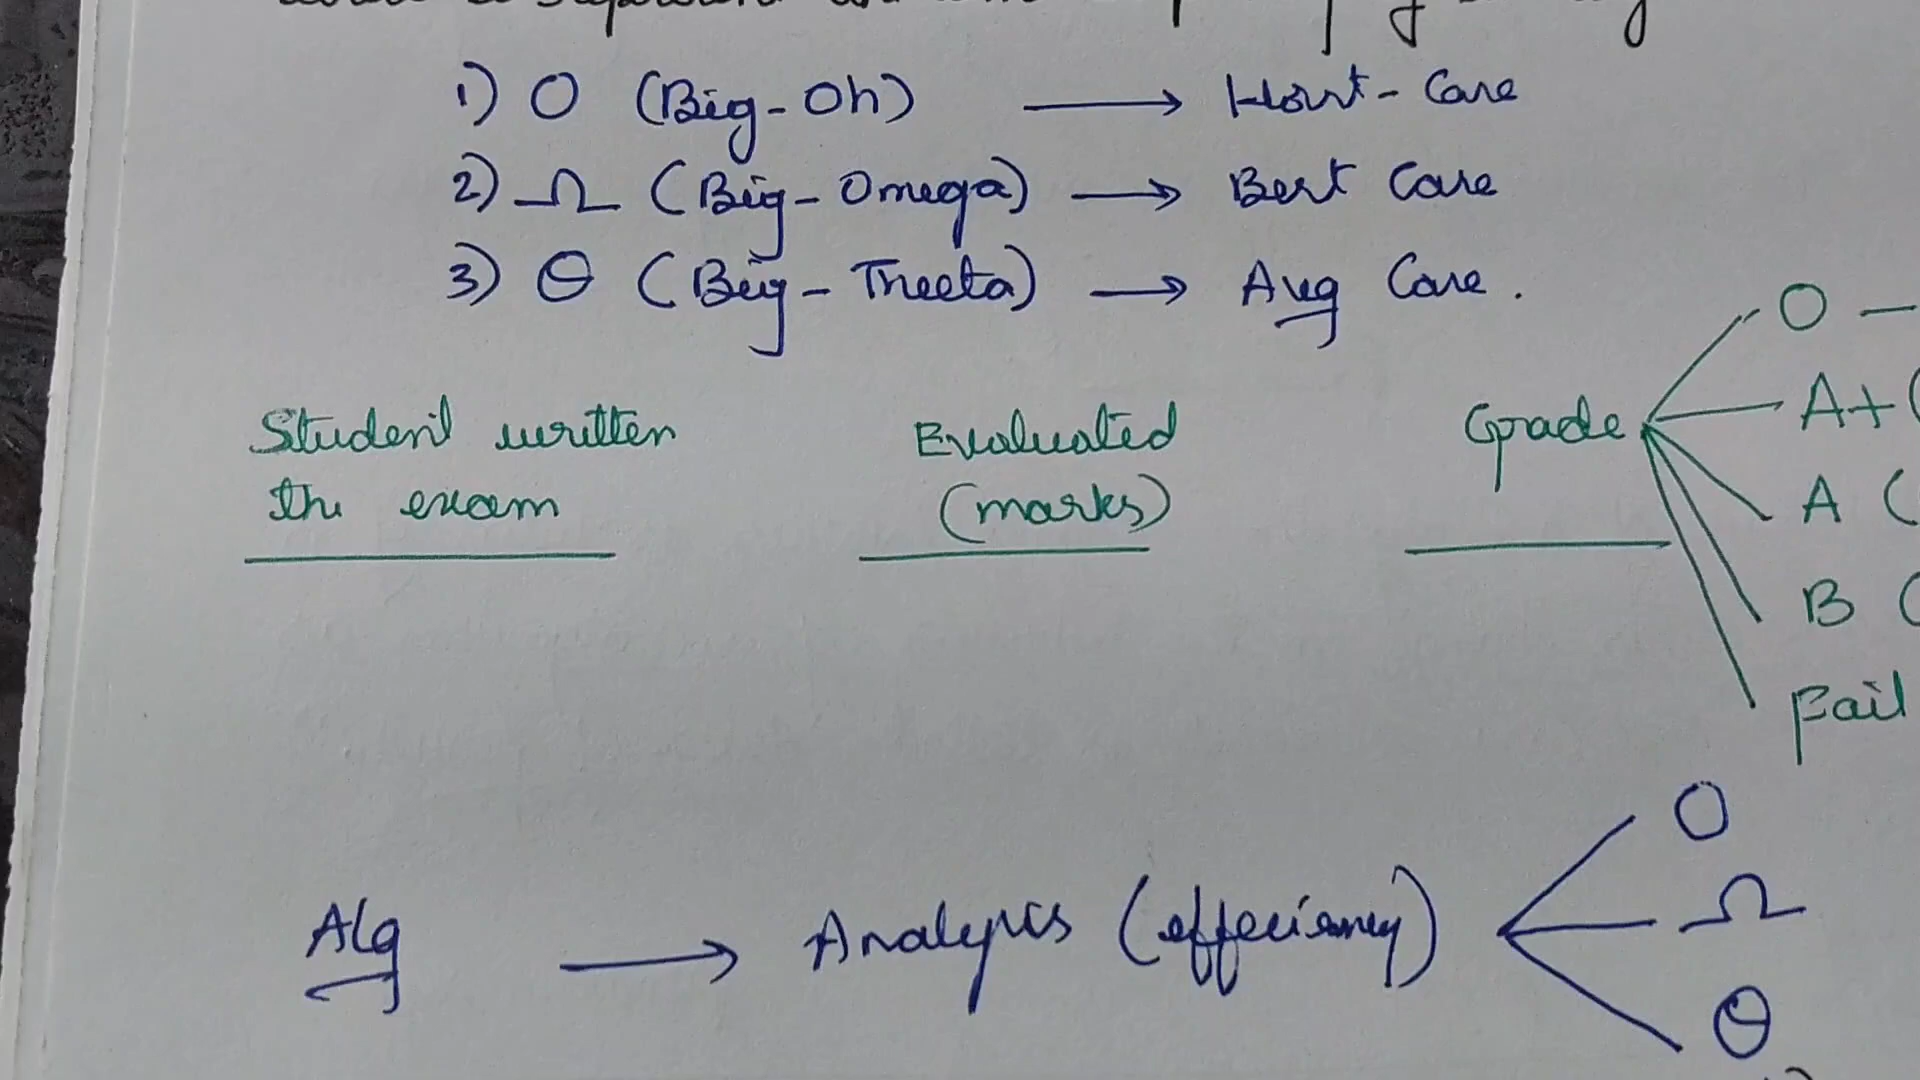 1) O (Big-Oh) → Worst-Case
2) Ω (Big-Omega) → Best Case
3) Θ (Big-Theeta) → Avg Case.
Student written
the exam
Evaluated
(marks)
Grade
O -
A+ (
A (
B (
Fail
Alg → Analysis (effeciency)
O
Ω
Θ